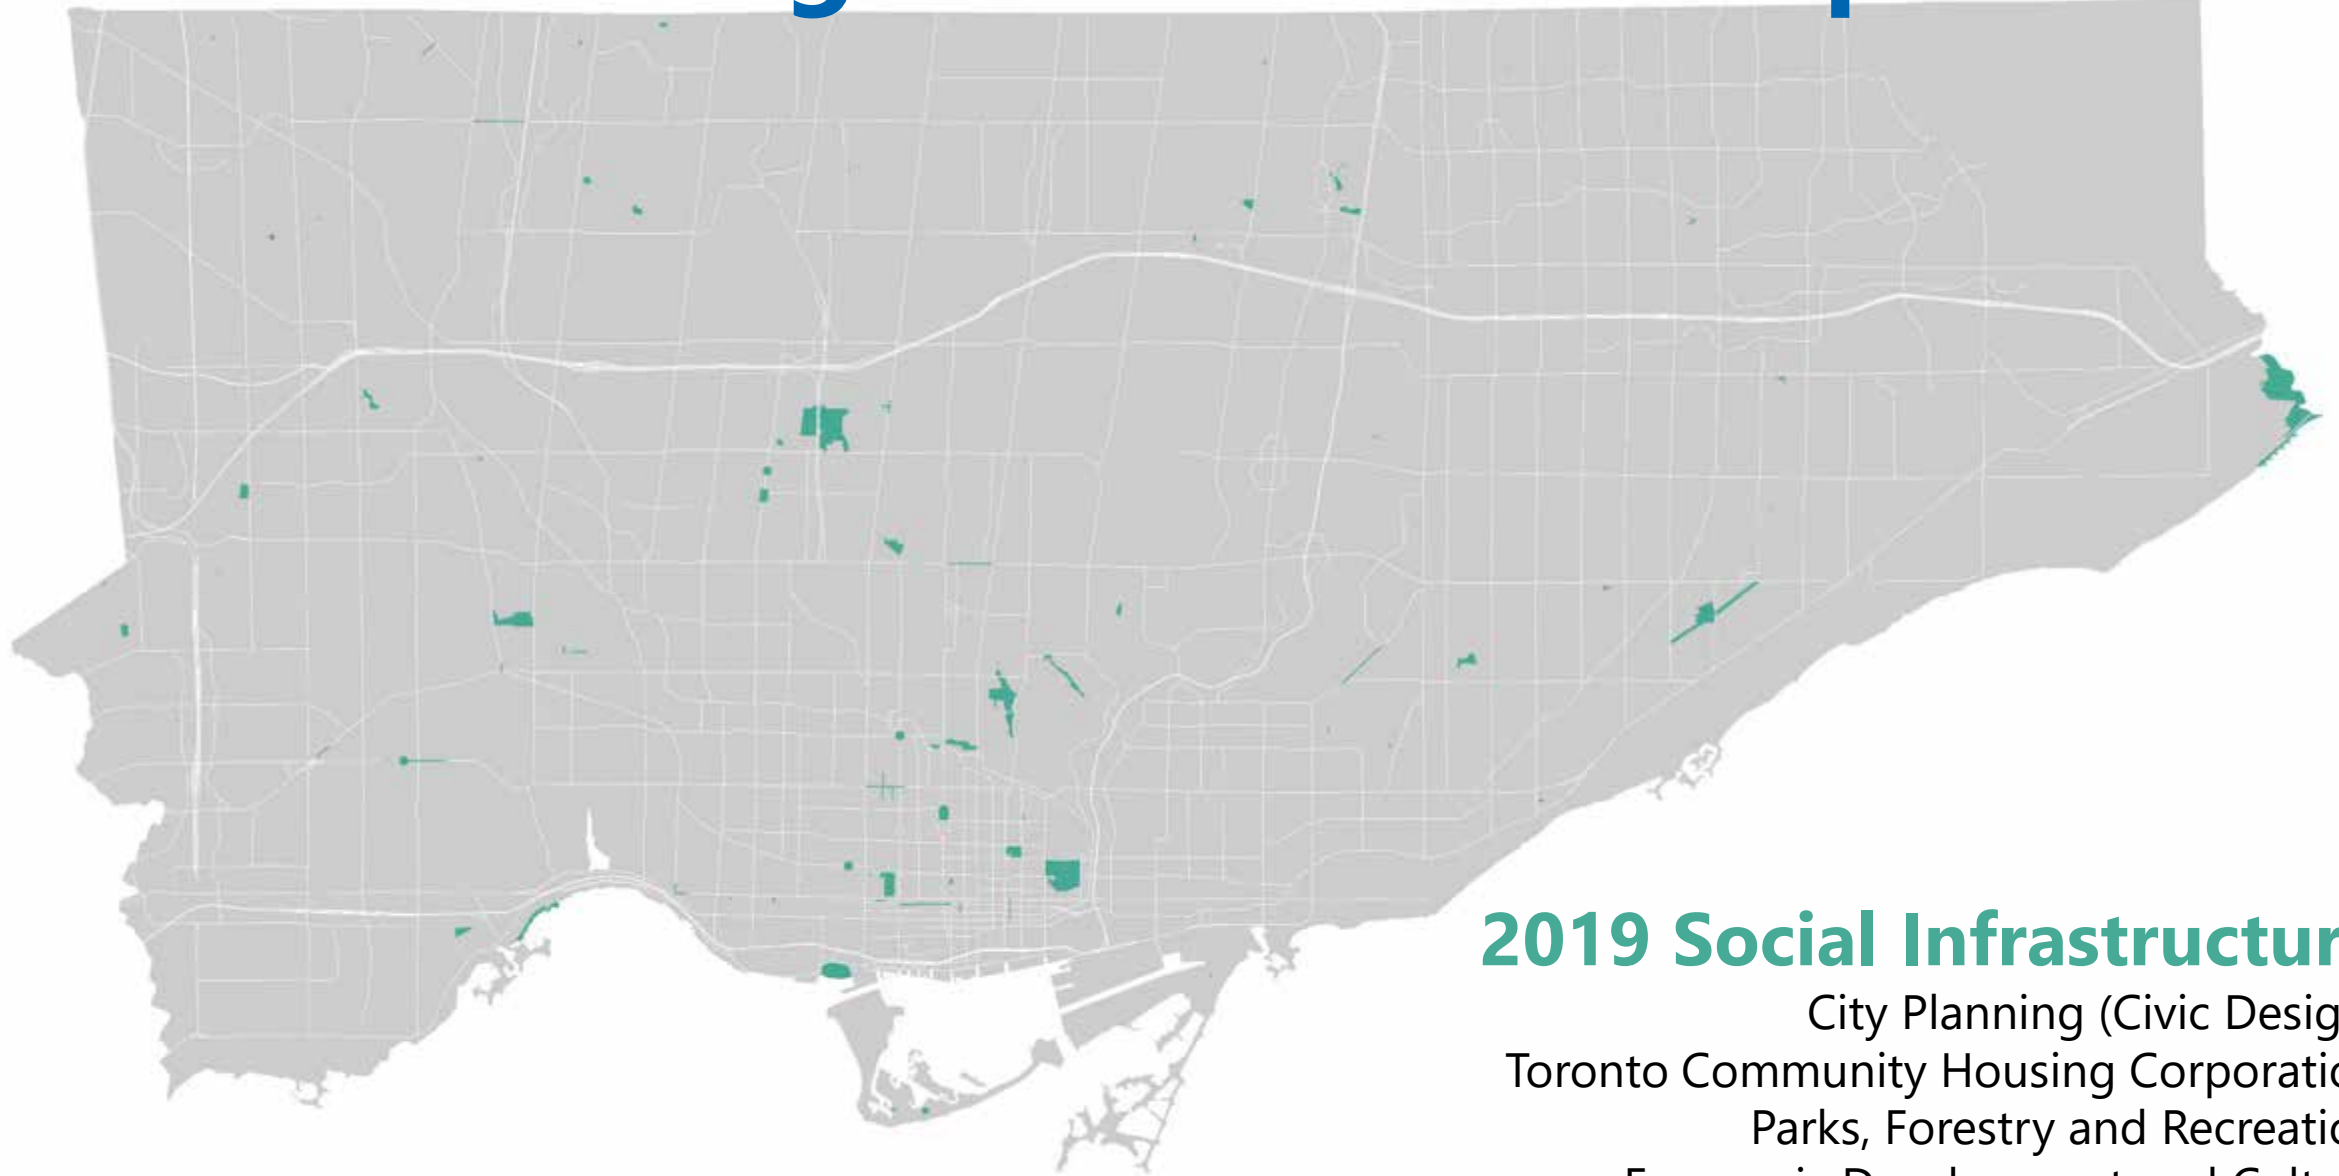 2019 Social Infrastructur
City Planning (Civic Desig
Toronto Community Housing Corporatio
Parks, Forestry and Recreatio